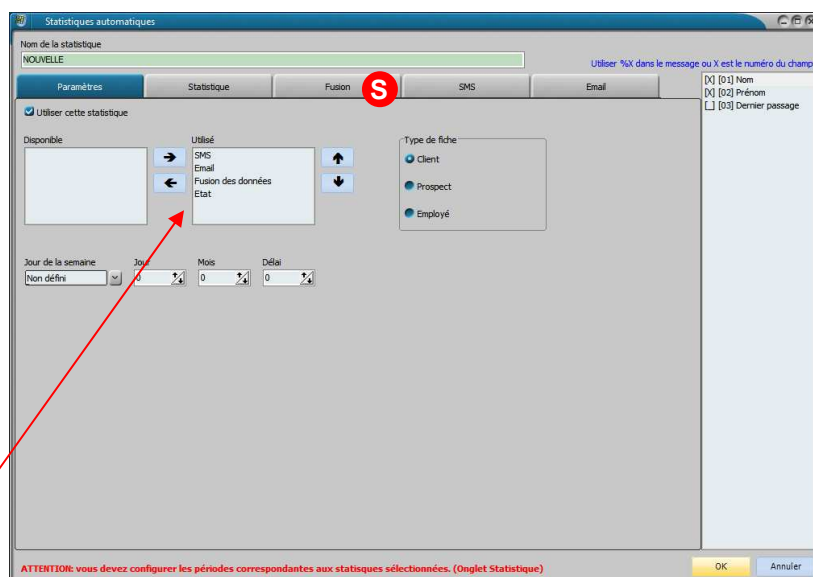 Statistiques automatiques
Nom de la statistique
NOUVELLE
Utiliser %X dans le message ou X est le numéro du champ
Paramètres
Statistique
Fusion
S
SMS
Email
[X] [01] Nom
[X] [02] Prénom
[_] [03] Dernier passage
Utiliser cette statistique
Disponible
Utilisé
SMS
Email
Fusion des données
Etat
Type de fiche
Client
Prospect
Employé
Jour de la semaine
Jour
Mois
Délai
Non défini
0
0
0
ATTENTION: vous devez configurer les périodes correspondantes aux statisques sélectionnées. (Onglet Statistique)
OK
Annuler